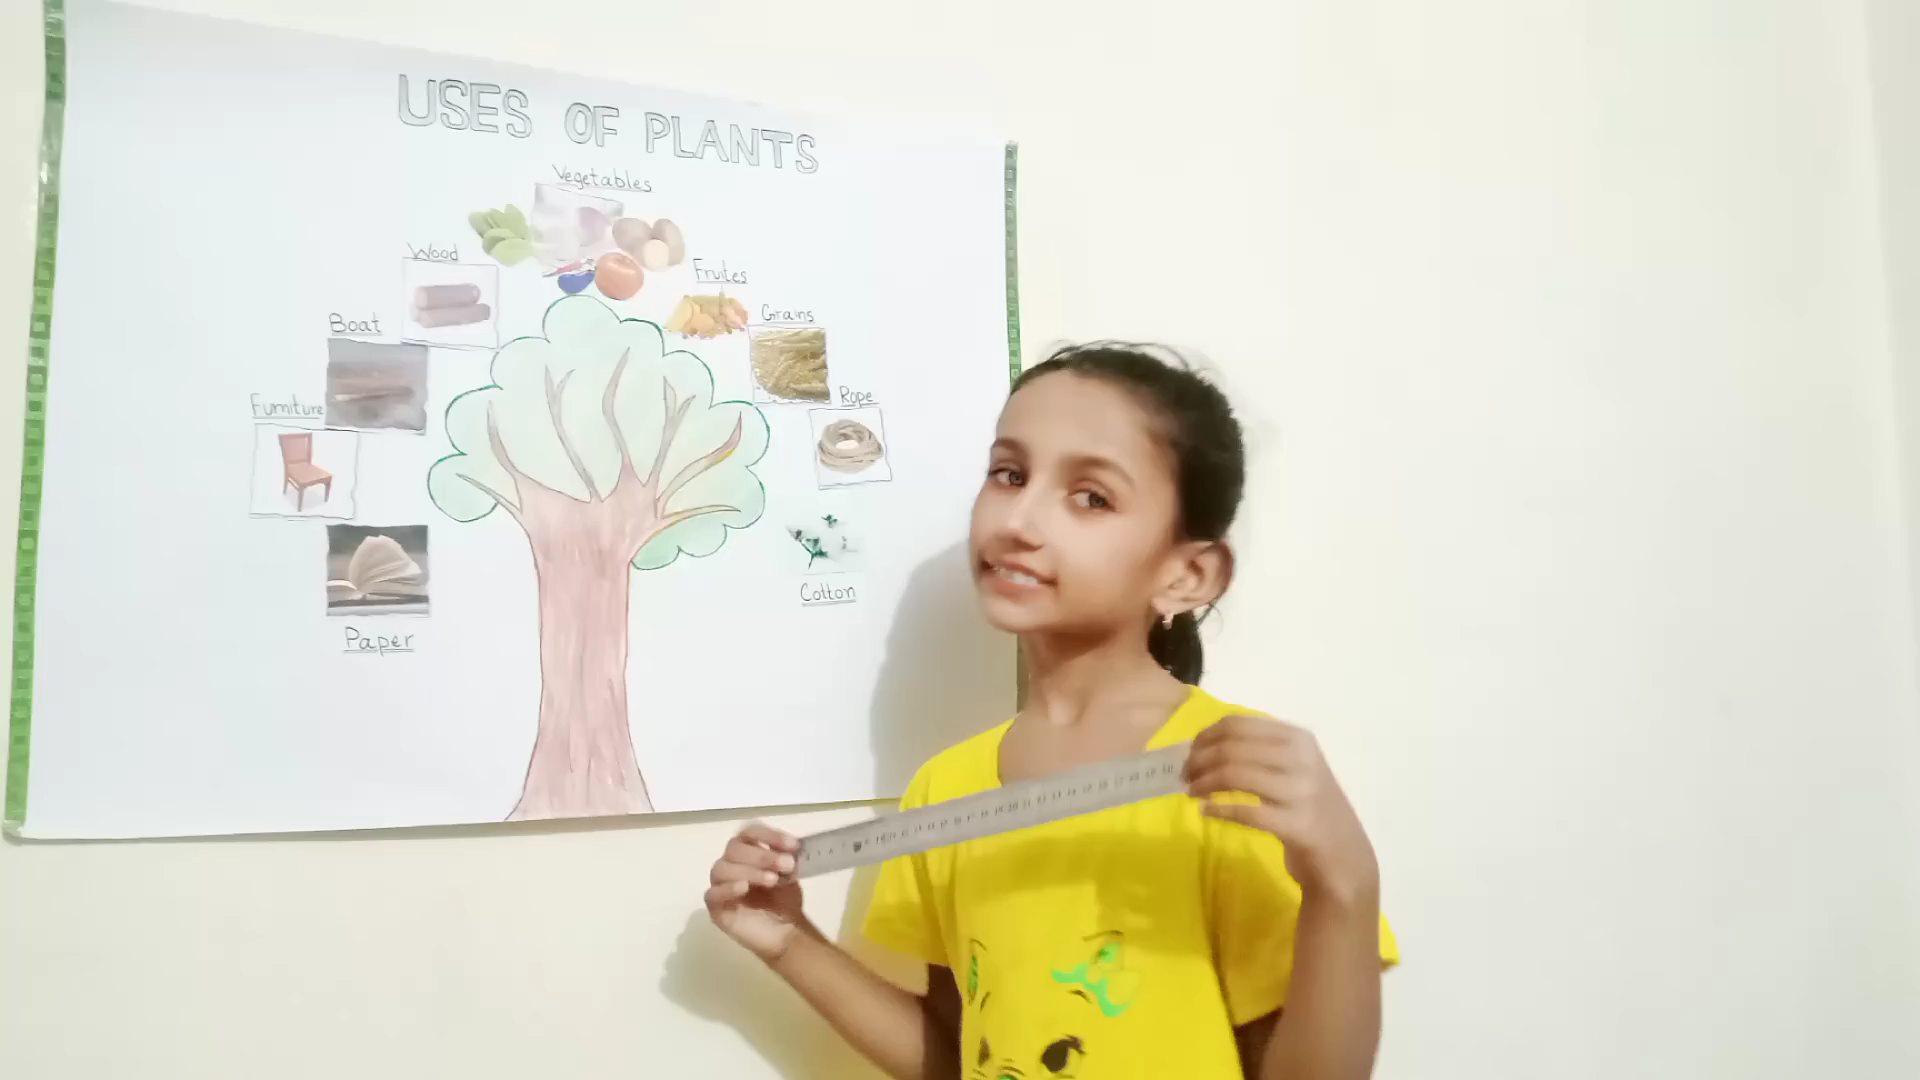 USES OF PLANTS
Vegetables
Wood
Fruites
Boat
Grains
Furniture
Rope
Cotton
Paper